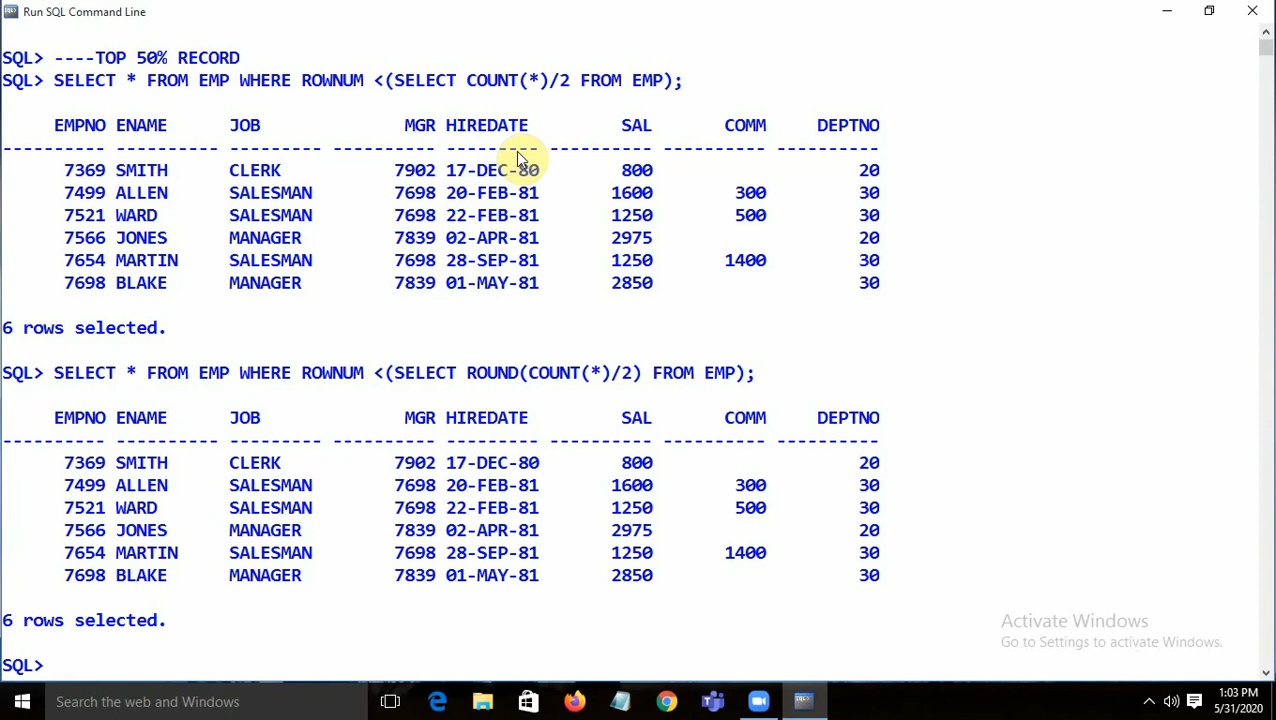 Run SQL Command Line
SQL> ----TOP 50% RECORD
SQL> SELECT * FROM EMP WHERE ROWNUM <(SELECT COUNT(*)/2 FROM EMP);
EMPNO ENAME JOB MGR HIREDATE SAL COMM DEPTNO
---------- ---------- --------- ---------- --------- ---------- ---------- ----------
7369 SMITH CLERK 7902 17-DEC-80 800 20
7499 ALLEN SALESMAN 7698 20-FEB-81 1600 300 30
7521 WARD SALESMAN 7698 22-FEB-81 1250 500 30
7566 JONES MANAGER 7839 02-APR-81 2975 20
7654 MARTIN SALESMAN 7698 28-SEP-81 1250 1400 30
7698 BLAKE MANAGER 7839 01-MAY-81 2850 30
6 rows selected.
SQL> SELECT * FROM EMP WHERE ROWNUM <(SELECT ROUND(COUNT(*)/2) FROM EMP);
EMPNO ENAME JOB MGR HIREDATE SAL COMM DEPTNO
---------- ---------- --------- ---------- --------- ---------- ---------- ----------
7369 SMITH CLERK 7902 17-DEC-80 800 20
7499 ALLEN SALESMAN 7698 20-FEB-81 1600 300 30
7521 WARD SALESMAN 7698 22-FEB-81 1250 500 30
7566 JONES MANAGER 7839 02-APR-81 2975 20
7654 MARTIN SALESMAN 7698 28-SEP-81 1250 1400 30
7698 BLAKE MANAGER 7839 01-MAY-81 2850 30
6 rows selected.
SQL>
Activate Windows
Go to Settings to activate Windows.
Search the web and Windows
1:03 PM
5/31/2020